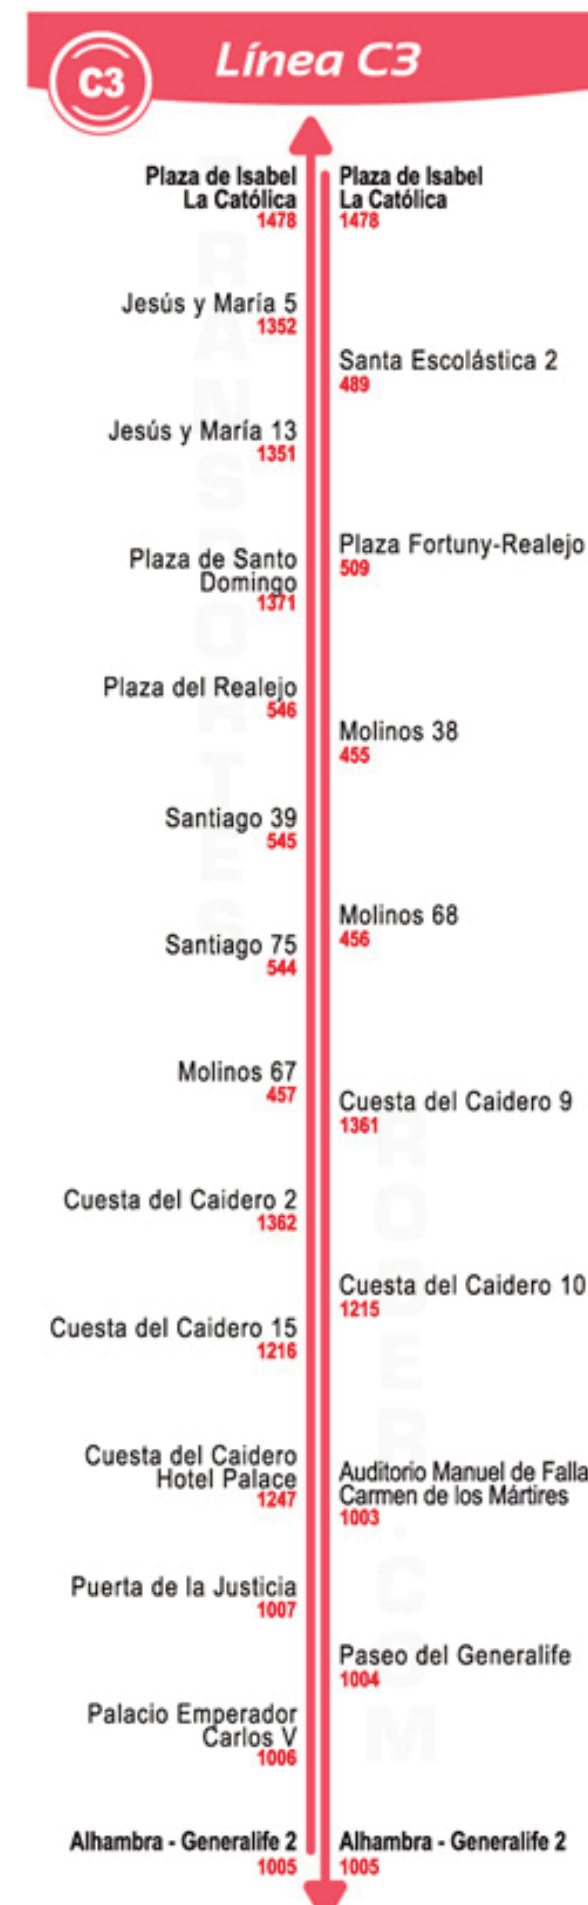 C3
Línea C3
Plaza de Isabel
La Católica
1478
Jesús y María 5
1352
Jesús y María 13
1351
Plaza de Santo
Domingo
1371
Plaza del Realejo
546
Santiago 39
545
Santiago 75
544
Molinos 67
457
Cuesta del Caidero 2
1362
Cuesta del Caidero 15
1216
Cuesta del Caidero
Hotel Palace
1247
Puerta de la Justicia
1007
Palacio Emperador
Carlos V
1006
Alhambra - Generalife 2
1005
Plaza de Isabel
La Católica
1478
Santa Escolástica 2
489
Plaza Fortuny-Realejo
509
Molinos 38
455
Molinos 68
456
Cuesta del Caidero 9
1361
Cuesta del Caidero 10
1215
Auditorio Manuel de Falla
Carmen de los Mártires
1003
Paseo del Generalife
1004
Alhambra - Generalife 2
1005